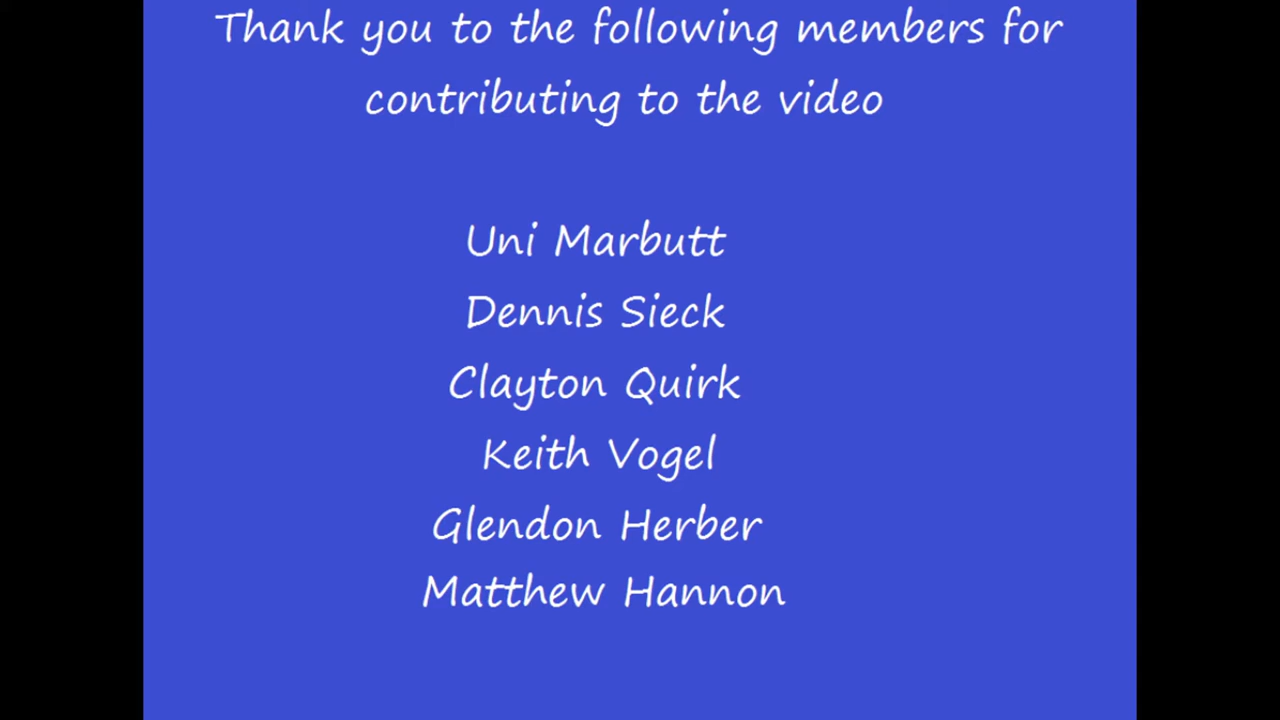 Thank you to the following members for
contributing to the video
Uni Marbutt
Dennis Sieck
Clayton Quirk
Keith Vogel
Glendon Herber
Matthew Hannon